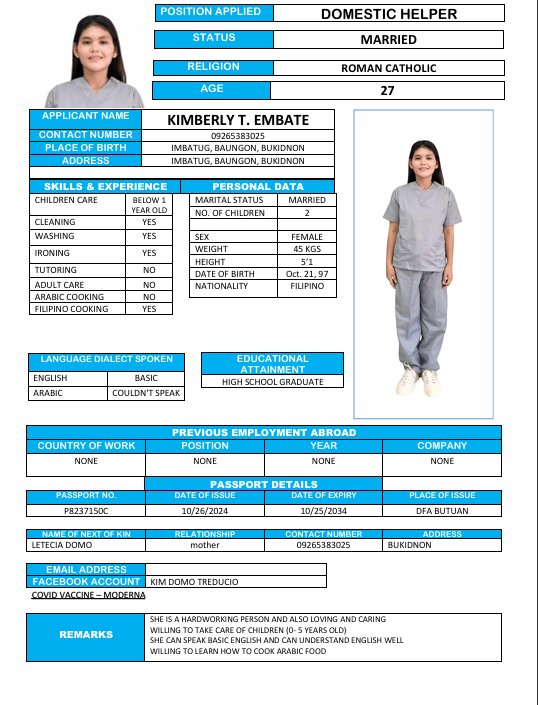 POSITION APPLIED DOMESTIC HELPER
STATUS MARRIED
RELIGION ROMAN CATHOLIC
AGE 27
APPLICANT NAME KIMBERLY T. EMBATE
CONTACT NUMBER 09265383025
PLACE OF BIRTH IMBATUG, BAUNGON, BUKIDNON
ADDRESS IMBATUG, BAUNGON, BUKIDNON
SKILLS & EXPERIENCE
CHILDREN CARE BELOW 1
YEAR OLD
CLEANING YES
WASHING YES
IRONING YES
TUTORING NO
ADULT CARE NO
ARABIC COOKING NO
FILIPINO COOKING YES
PERSONAL DATA
MARITAL STATUS MARRIED
NO. OF CHILDREN 2
SEX FEMALE
WEIGHT 45 KGS
HEIGHT 5'1
DATE OF BIRTH Oct. 21, 97
NATIONALITY FILIPINO
LANGUAGE DIALECT SPOKEN
ENGLISH BASIC
ARABIC COULDN'T SPEAK
EDUCATIONAL
ATTAINMENT
HIGH SCHOOL GRADUATE
PREVIOUS EMPLOYMENT ABROAD
COUNTRY OF WORK POSITION YEAR COMPANY
NONE NONE NONE NONE
PASSPORT DETAILS
PASSPORT NO. DATE OF ISSUE DATE OF EXPIRY PLACE OF ISSUE
P8237150C 10/26/2024 10/25/2034 DFA BUTUAN
NAME OF NEXT OF KIN RELATIONSHIP CONTACT NUMBER ADDRESS
LETECIA DOMO mother 09265383025 BUKIDNON
EMAIL ADDRESS
FACEBOOK ACCOUNT KIM DOMO TREDUCIO
COVID VACCINE – MODERNA
REMARKS
SHE IS A HARDWORKING PERSON AND ALSO LOVING AND CARING
WILLING TO TAKE CARE OF CHILDREN (0- 5 YEARS OLD)
SHE CAN SPEAK BASIC ENGLISH AND CAN UNDERSTAND ENGLISH WELL
WILLING TO LEARN HOW TO COOK ARABIC FOOD